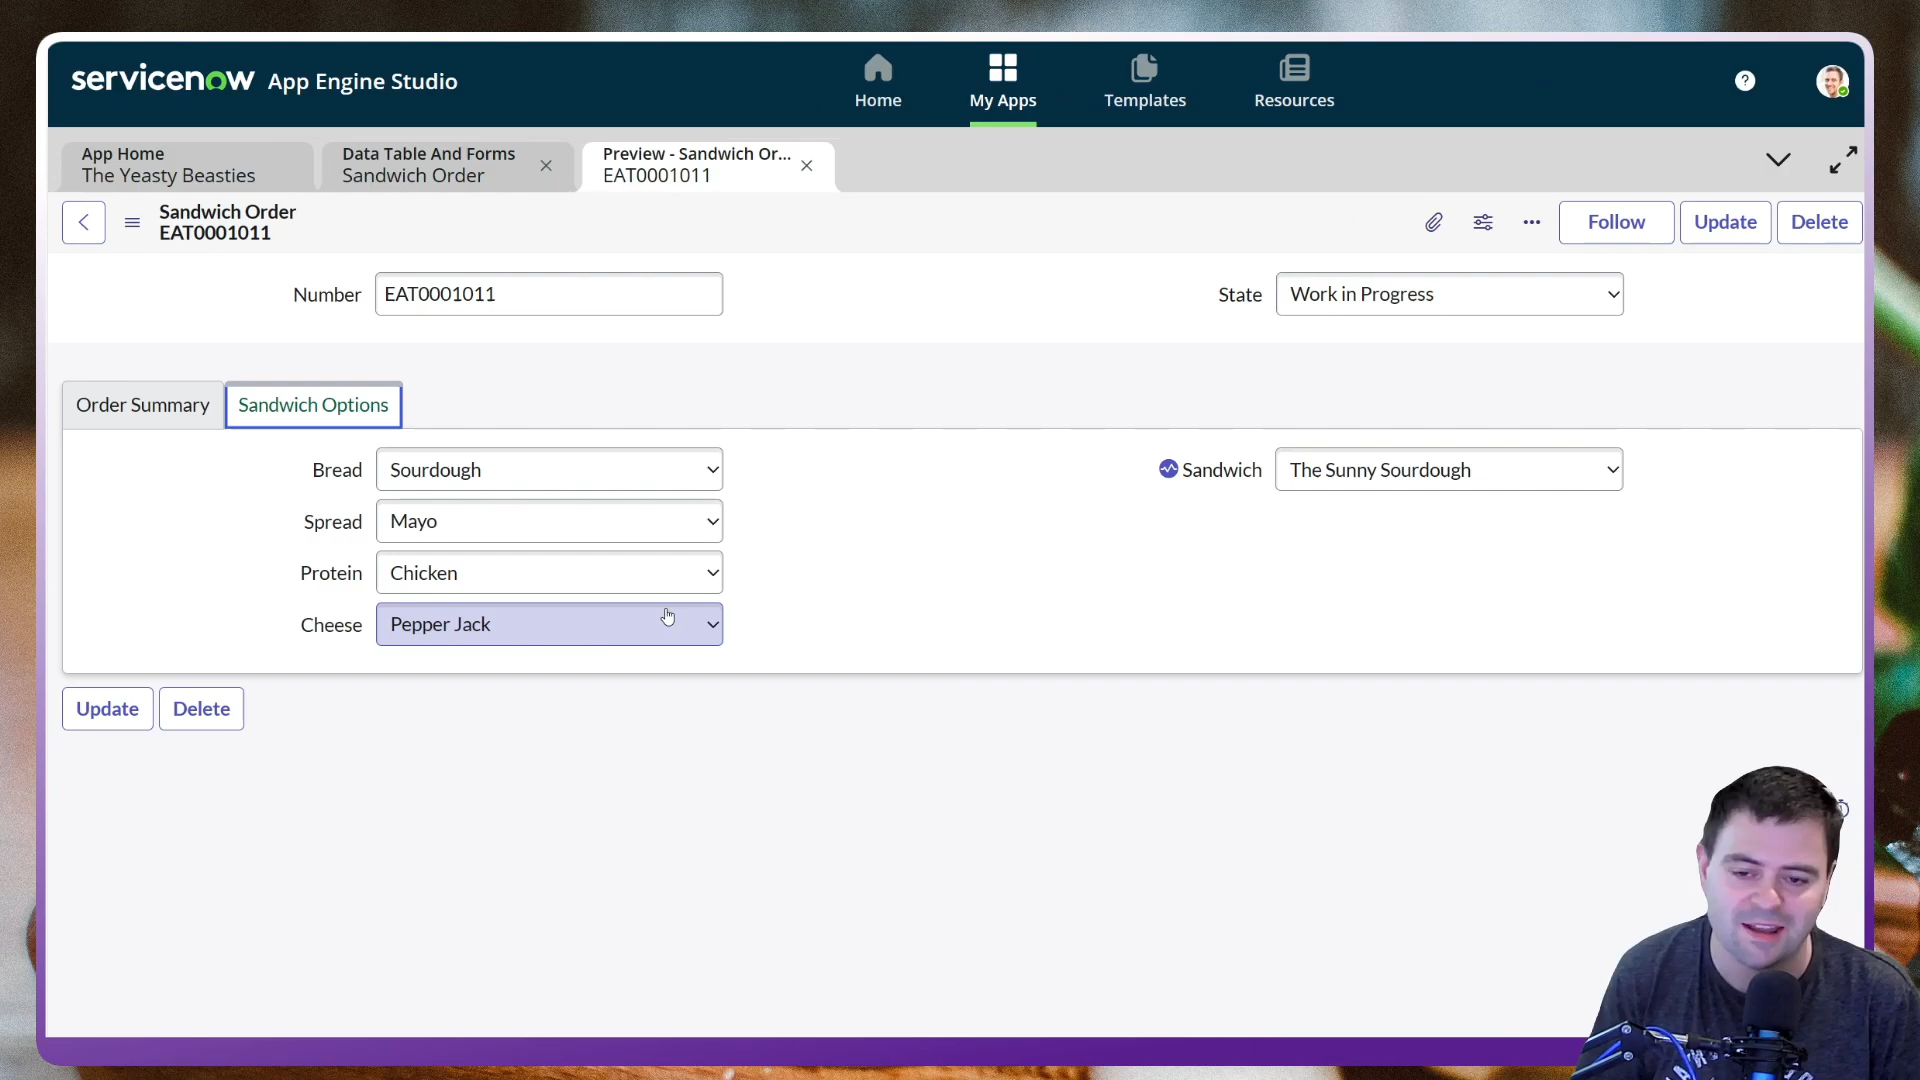 servicenow App Engine Studio
Home
My Apps
Templates
Resources
?
App Home
The Yeasty Beasties
Data Table And Forms
Sandwich Order
Preview - Sandwich Or...
EAT0001011
Sandwich Order
EAT0001011
Follow
Update
Delete
Number
EAT0001011
State
Work in Progress
Order Summary
Sandwich Options
Bread
Sourdough
Sandwich
The Sunny Sourdough
Spread
Mayo
Protein
Chicken
Cheese
Pepper Jack
Update
Delete